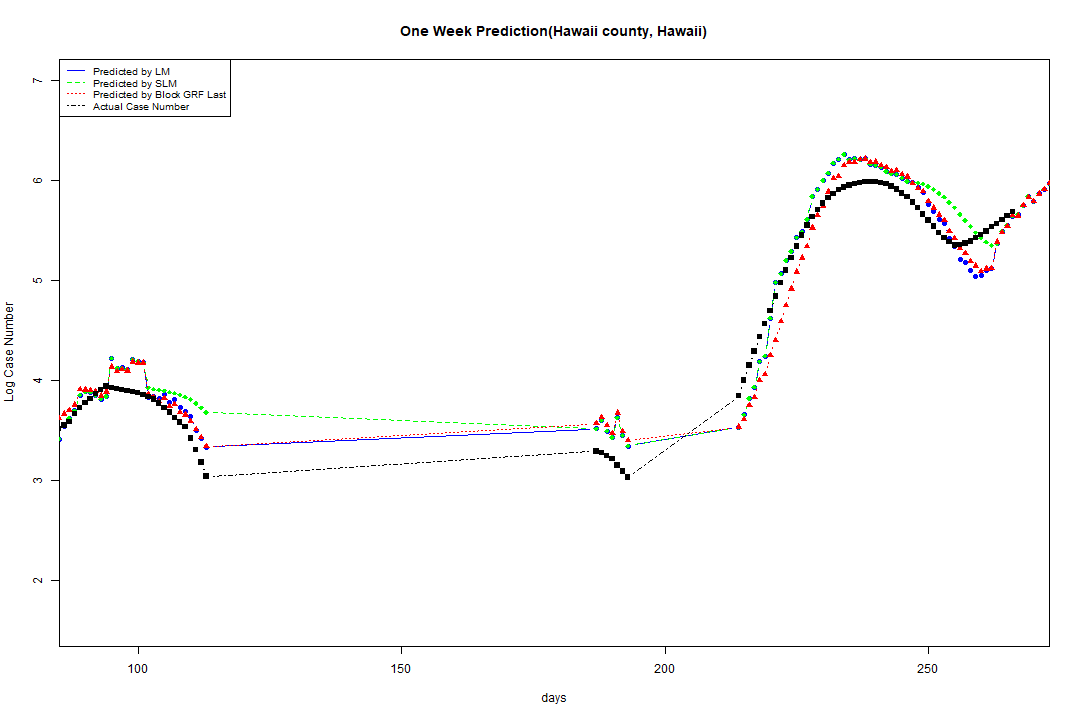 One Week Prediction(Hawaii county, Hawaii)
Predicted by LM
Predicted by SLM
Predicted by Block GRF Last
Actual Case Number
7
6
5
4
3
2
Log Case Number
100 150 200 250
days